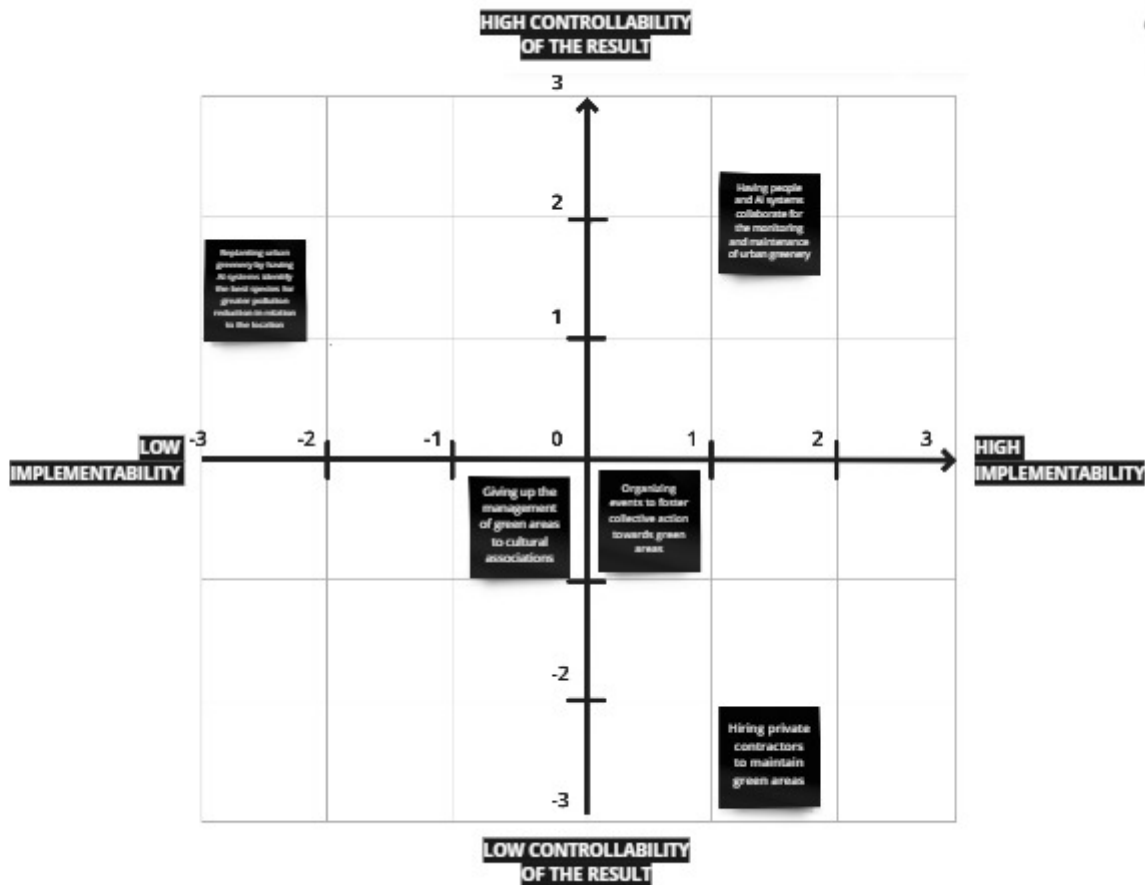 HIGH CONTROLLABILITY
OF THE RESULT
3
Having people
and AI systems
collaborate for
the monitoring
and maintenance
of urban greenery
2
Replanting urban
greenery by having
AI systems identify
the best species for
greater pollution
reduction in relation
to the location
1
LOW
IMPLEMENTABILITY
-3
-2
-1
0
1
2
3
HIGH
IMPLEMENTABILITY
Giving up the
management
of green areas
to cultural
associations
Organizing
events to foster
collective action
towards green
areas
-2
Hiring private
contractors
to maintain
green areas
-3
LOW CONTROLLABILITY
OF THE RESULT